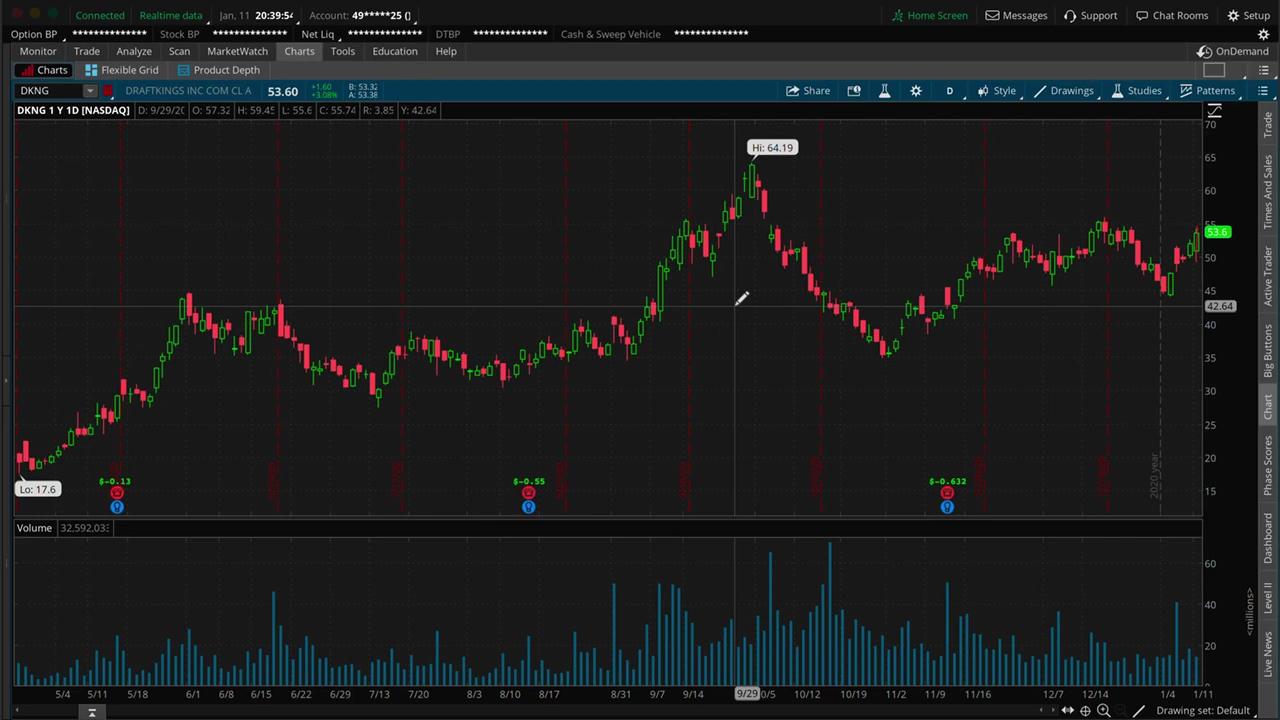 Connected Realtime data Jan, 11 20:39:54 Account: 49*****25 () Home Screen Messages Support Chat Rooms Setup
Option BP ************** Stock BP ************** Net Liq ************** DTBP ************** Cash & Sweep Vehicle **************
Monitor Trade Analyze Scan MarketWatch Charts Tools Education Help OnDemand
Charts Flexible Grid Product Depth
DKNG DRAFTKINGS INC COM CL A 53.60 +1.60 +3.08% B: 53.32 A: 53.38 Share D Style Drawings Studies Patterns
DKNG 1 Y 1D [NASDAQ] D: 9/29/20 O: 57.32 H: 59.45 L: 55.6 C: 55.74 R: 3.85 Y: 42.64
70
Hi: 64.19
65
60
55
53.6
50
45
42.64
40
35
30
25
20
Lo: 17.6
15
$-0.13 $-0.55 $-0.632
2020 year
Volume 32,592,03
60
40
20
<millions>
5/4 5/11 5/18 6/1 6/8 6/15 6/22 6/29 7/13 7/20 8/3 8/10 8/17 8/31 9/7 9/14 9/29 0/5 10/12 10/19 11/2 11/9 11/16 12/7 12/14 1/4 1/11
Drawing set: Default
Trade
Times And Sales
Active Trader
Big Buttons
Chart
Phase Scores
Dashboard
Level II
Live News